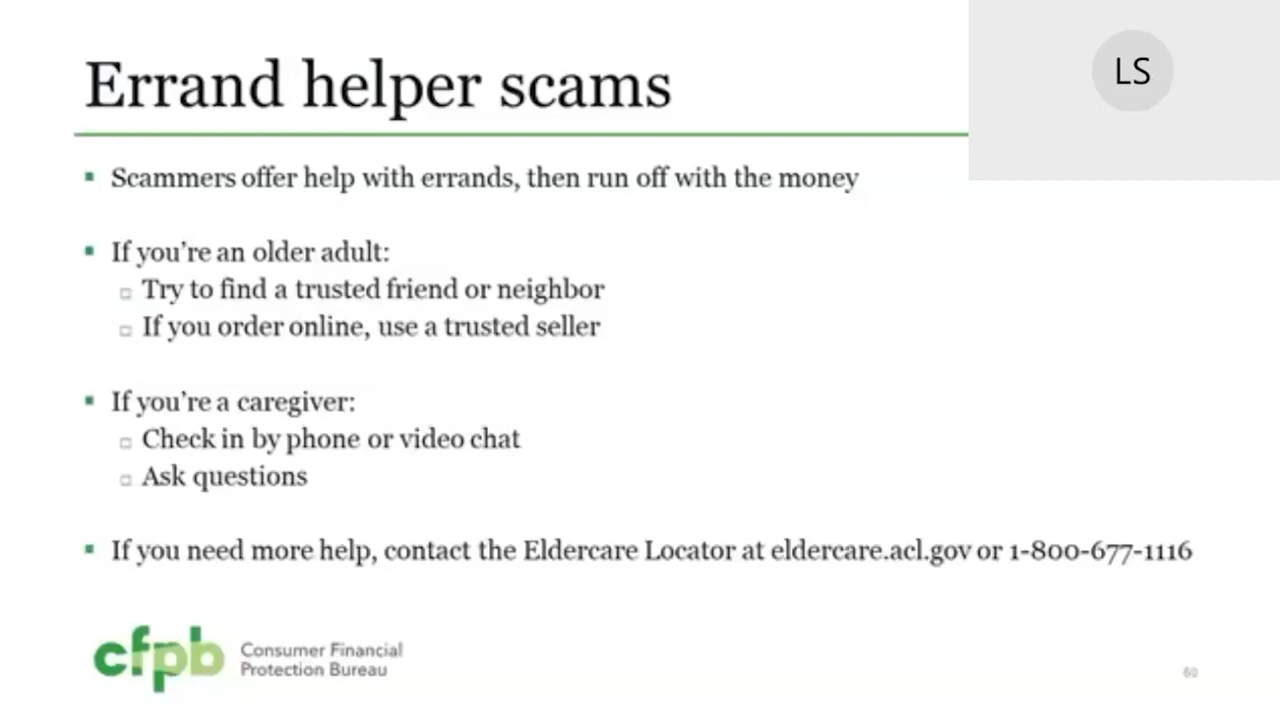 Errand helper scams
LS
Scammers offer help with errands, then run off with the money
If you're an older adult:
Try to find a trusted friend or neighbor
If you order online, use a trusted seller
If you're a caregiver:
Check in by phone or video chat
Ask questions
If you need more help, contact the Eldercare Locator at eldercare.acl.gov or 1-800-677-1116
cfpb
Consumer Financial
Protection Bureau